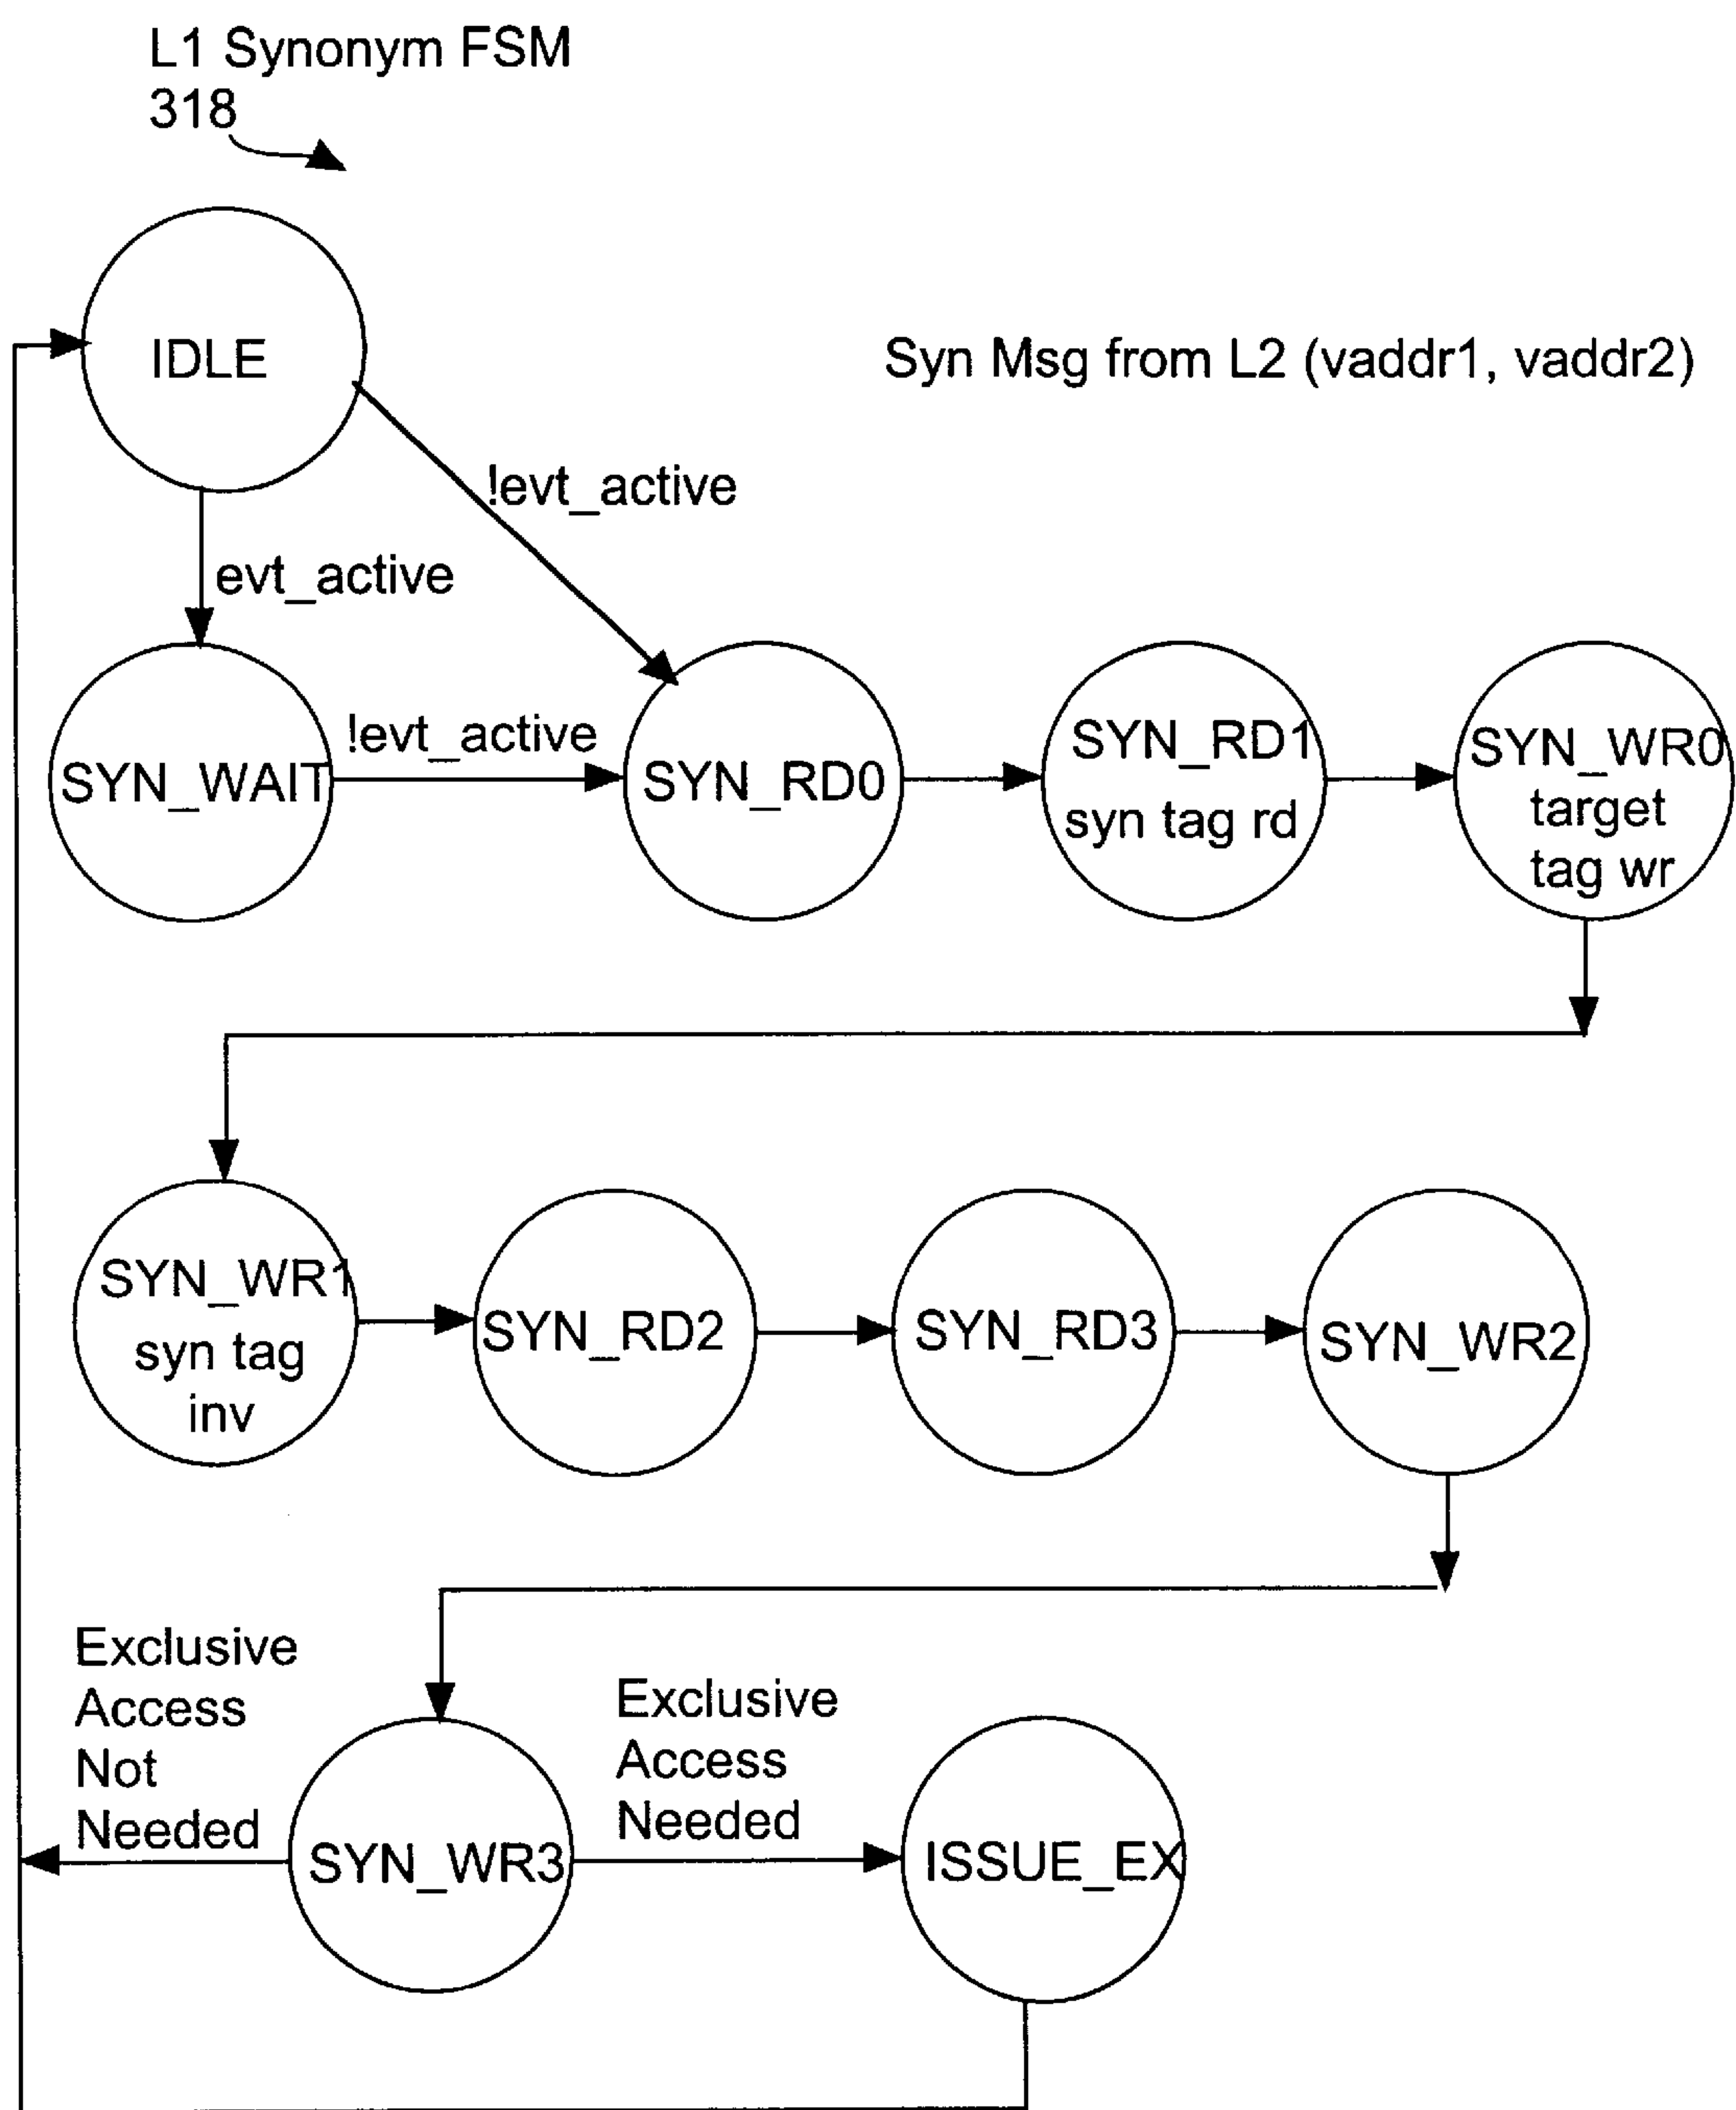 L1 Synonym FSM
318
IDLE
Syn Msg from L2 (vaddr1, vaddr2)
!evt_active
evt_active
SYN_WAIT
!evt_active
SYN_RD0
SYN_RD1
syn tag rd
SYN_WR0
target
tag wr
SYN_WR1
syn tag
inv
SYN_RD2
SYN_RD3
SYN_WR2
Exclusive
Access
Not
Needed
SYN_WR3
Exclusive
Access
Needed
ISSUE_EX